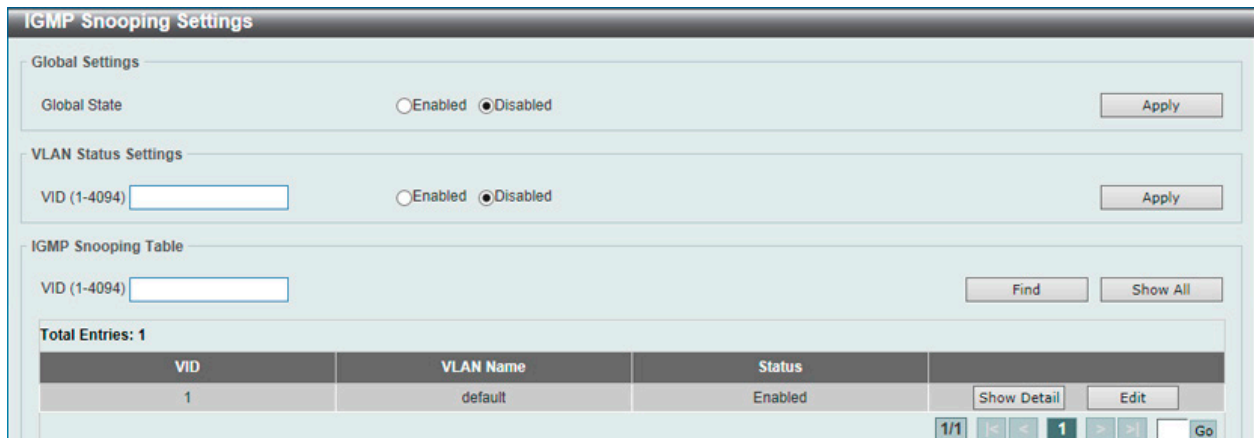 IGMP Snooping Settings
Global Settings
Global State Enabled Disabled Apply
VLAN Status Settings
VID (1-4094) Enabled Disabled Apply
IGMP Snooping Table
VID (1-4094) Find Show All
Total Entries: 1
VID VLAN Name Status
1 default Enabled Show Detail Edit
1/1 |< < 1 > >| Go